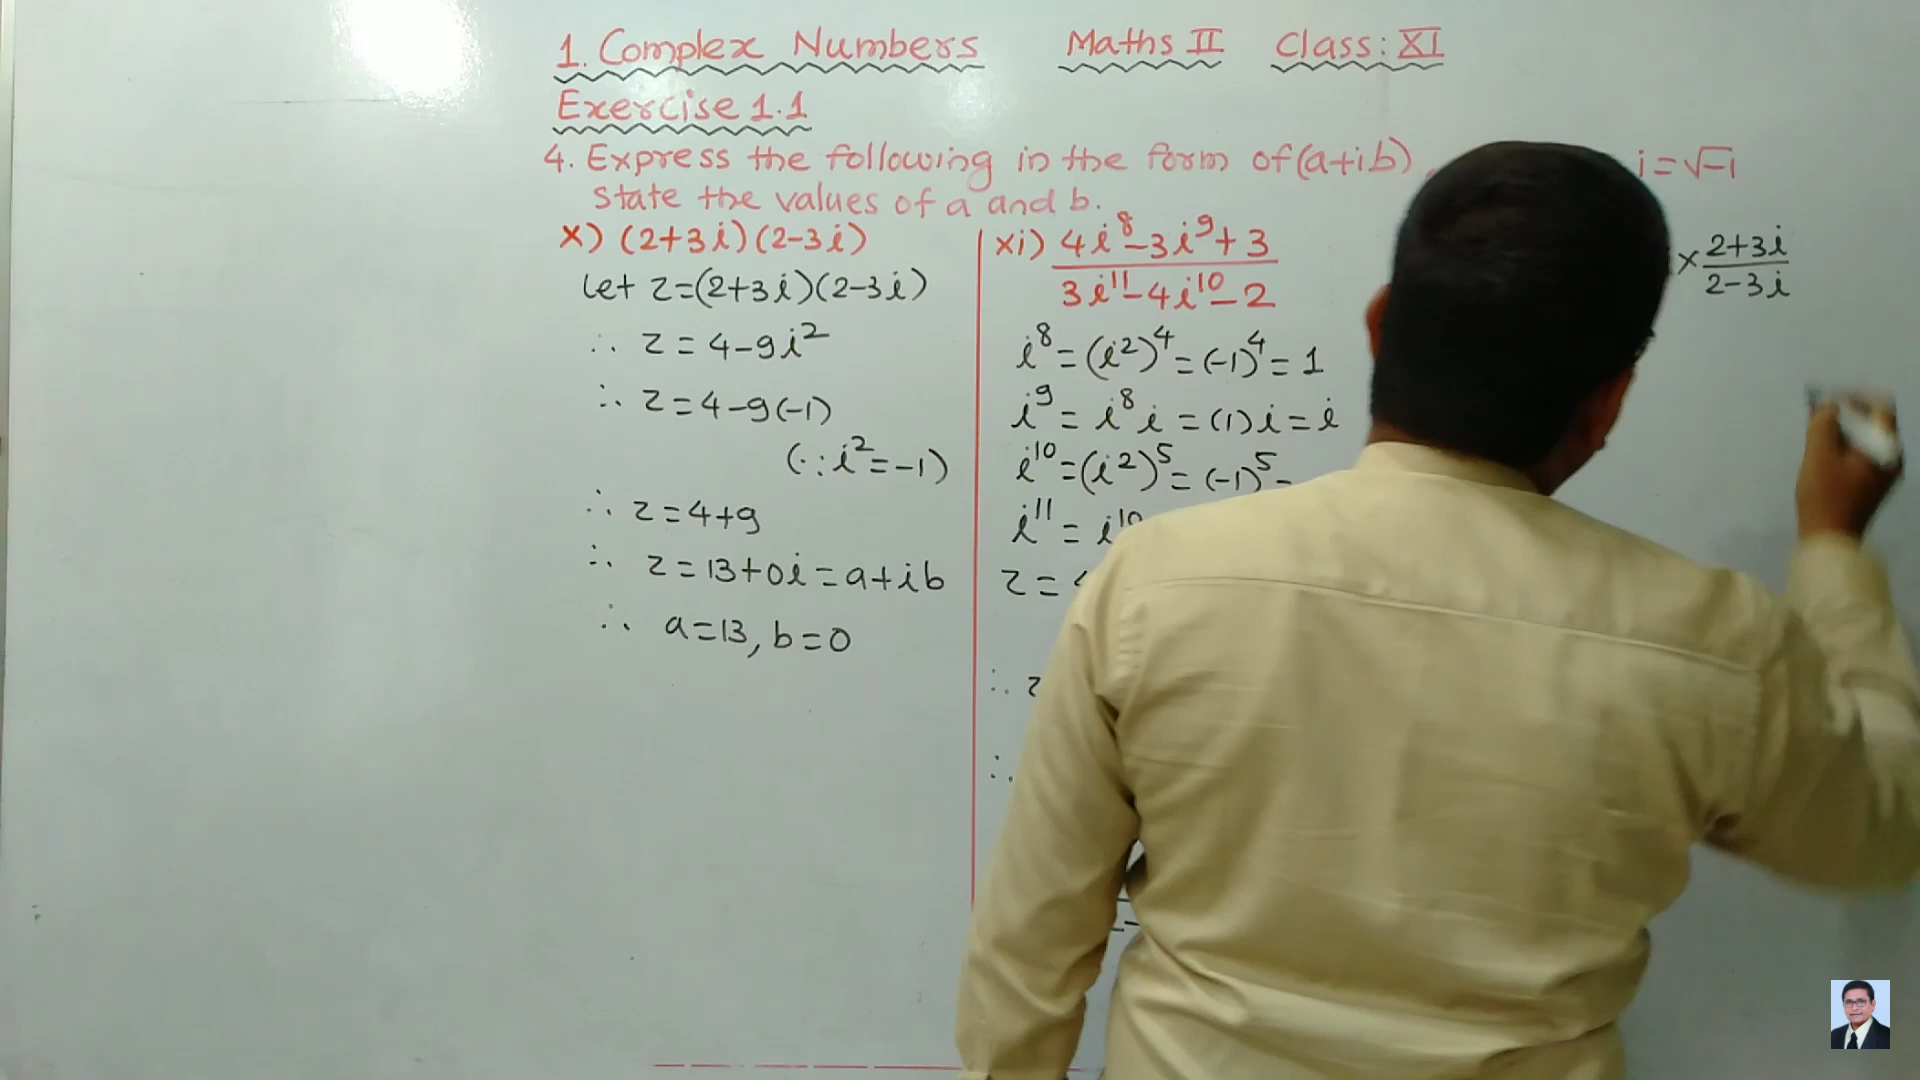 1. Complex Numbers Maths II Class: XI
Exercise 1.1
4. Express the following in the form of (a+ib), i = √-1
State the values of a and b.
x) (2+3i)(2-3i)
Let z=(2+3i)(2-3i)
∴ z = 4-9i²
∴ z = 4-9(-1)
(∵ i² = -1)
∴ z = 4+9
∴ z = 13+0i = a+ib
∴ a=13, b=0
xi) 4i⁸-3i⁹+3
3i¹¹-4i¹⁰-2
i⁸ = (i²)⁴ = (-1)⁴ = 1
i⁹ = i⁸ i = (1)i = i
i¹⁰ = (i²)⁵ = (-1)⁵ =
i¹¹ = i¹⁰
z =
∴ z
∴
× 2+3i
2-3i